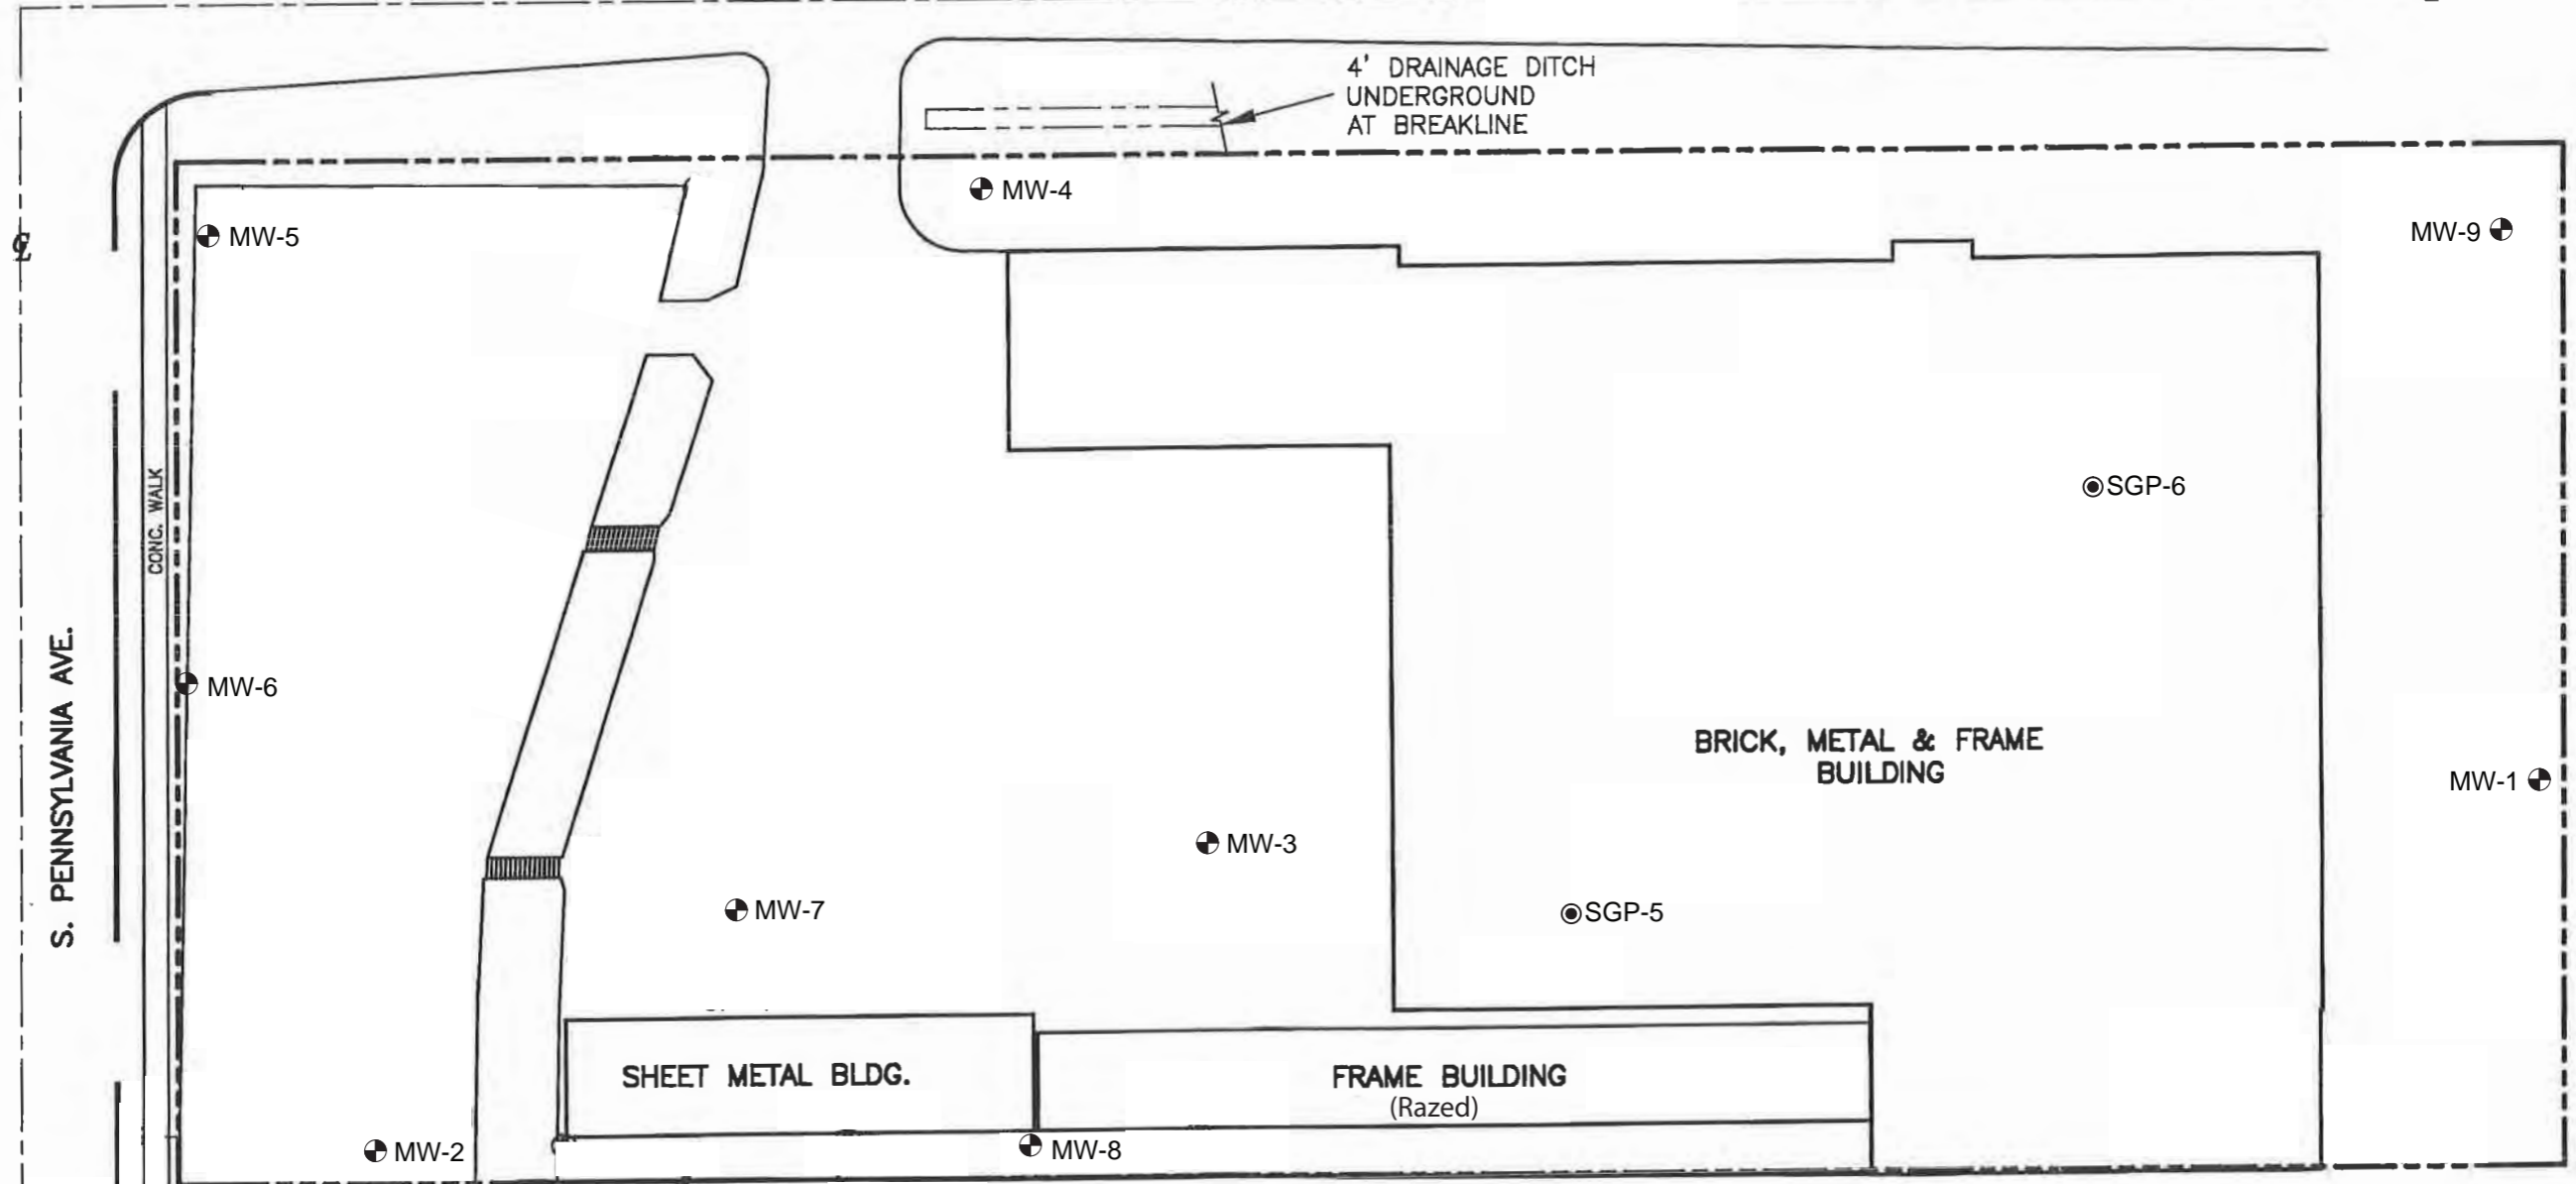 4' DRAINAGE DITCH
UNDERGROUND
AT BREAKLINE
MW-4
MW-5
MW-9
℄
SGP-6
CONC. WALK
S. PENNSYLVANIA AVE.
MW-6
BRICK, METAL & FRAME
BUILDING
MW-1
MW-3
MW-7
SGP-5
SHEET METAL BLDG.
FRAME BUILDING
(Razed)
MW-2
MW-8